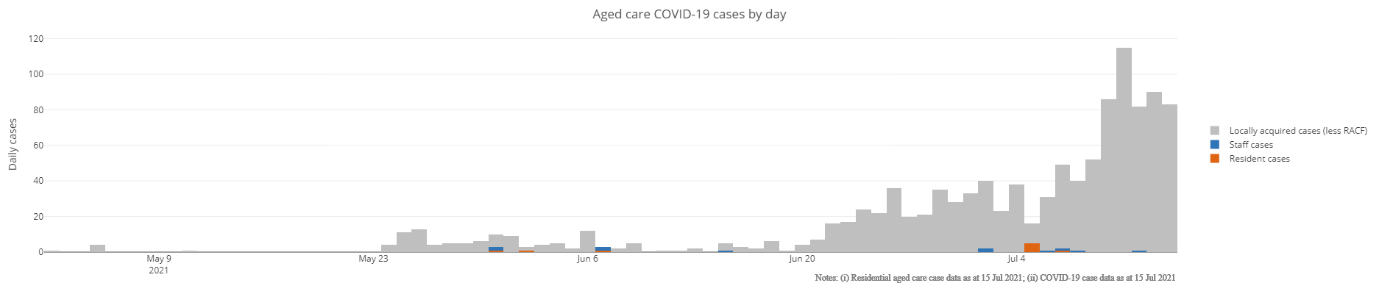 Aged care COVID-19 cases by day
120
100
80
60
40
20
0
Daily cases
May 9
2021
May 23
Jun 6
Jun 20
Jul 4
Locally acquired cases (less RACF)
Staff cases
Resident cases
Notes: (i) Residential aged care case data as at 15 Jul 2021; (ii) COVID-19 case data as at 15 Jul 2021